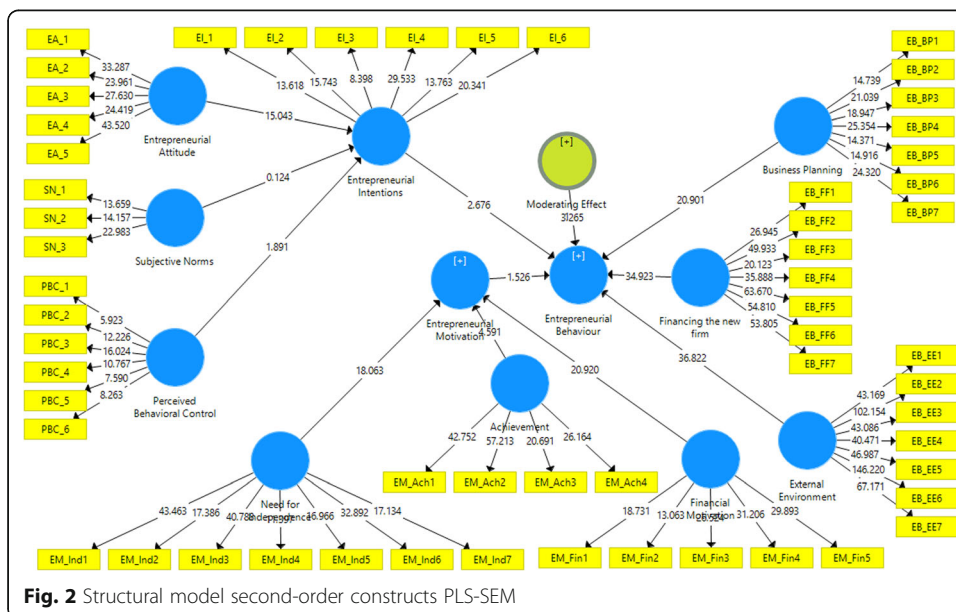 EA_1
EA_2
EA_3
EA_4
EA_5
33.287
23.961
27.630
24.419
43.520
Entrepreneurial
Attitude
15.043
EI_1
EI_2
EI_3
EI_4
EI_5
EI_6
13.618
15.743
8.398
29.533
13.763
20.341
Entrepreneurial
Intentions
2.676
SN_1
SN_2
SN_3
13.659
14.157
22.983
Subjective Norms
0.124
PBC_1
PBC_2
PBC_3
PBC_4
PBC_5
PBC_6
5.923
12.226
16.024
10.767
7.590
8.263
Perceived
Behavioral Control
1.891
[+]
Moderating Effect
3.265
[+]
Entrepreneurial
Motivation
1.526
[+]
Entrepreneurial
Behaviour
Business Planning
20.901
14.739
21.039
18.947
25.354
14.371
14.916
24.320
EB_BP1
EB_BP2
EB_BP3
EB_BP4
EB_BP5
EB_BP6
EB_BP7
Financing the new
firm
34.923
26.945
49.933
20.123
35.888
63.670
54.810
53.805
EB_FF1
EB_FF2
EB_FF3
EB_FF4
EB_FF5
EB_FF6
EB_FF7
External
Environment
36.822
43.169
102.154
43.086
40.471
46.987
146.220
67.171
EB_EE1
EB_EE2
EB_EE3
EB_EE4
EB_EE5
EB_EE6
EB_EE7
Achievement
4.591
42.752
57.213
20.691
26.164
EM_Ach1
EM_Ach2
EM_Ach3
EM_Ach4
Need for
Independence
18.063
43.463
17.386
40.788
16.966
32.892
17.134
EM_Ind1
EM_Ind2
EM_Ind3
EM_Ind4
EM_Ind5
EM_Ind6
EM_Ind7
Financial
Motivation
20.920
18.731
13.063
31.206
29.893
EM_Fin1
EM_Fin2
EM_Fin3
EM_Fin4
EM_Fin5
Fig. 2 Structural model second-order constructs PLS-SEM